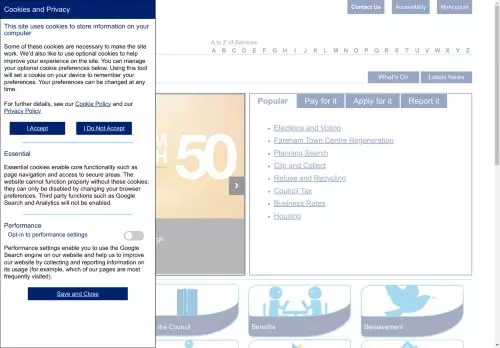 Cookies and Privacy
This site uses cookies to store information on your
computer
Some of these cookies are necessary to make the site
work. We'd also like to use optional cookies to help
improve your experience on the site. You can manage
your optional cookie preferences below. Using this tool
will set a cookie on your device to remember your
preferences. Your preferences can be changed at any
time.
For further details, see our Cookie Policy and our
Privacy Policy
I Accept
I Do Not Accept
Essential
Essential cookies enable core functionality such as
page navigation and access to secure areas. The
website cannot function properly without these cookies;
they can only be disabled by changing your browser
preferences. Third party functions such as Google
Search and Analytics will not be enabled.
Performance
Opt-in to performance settings
Performance settings enable you to use the Google
Search engine on our website and help us to improve
our website by collecting and reporting information on
its usage (for example, which of our pages are most
frequently visited).
Save and Close
Contact Us
Accessibility
MyAccount
A to Z of Services
A B C D E F G H I J K L M N O P Q R S T U V W X Y Z
What's On
Latest News
50
Popular
Pay for it
Apply for it
Report it
Elections and Voting
Fareham Town Centre Regeneration
Planning Search
Clip and Collect
Refuse and Recycling
Council Tax
Business Rates
Housing
the Council
Benefits
Bereavement